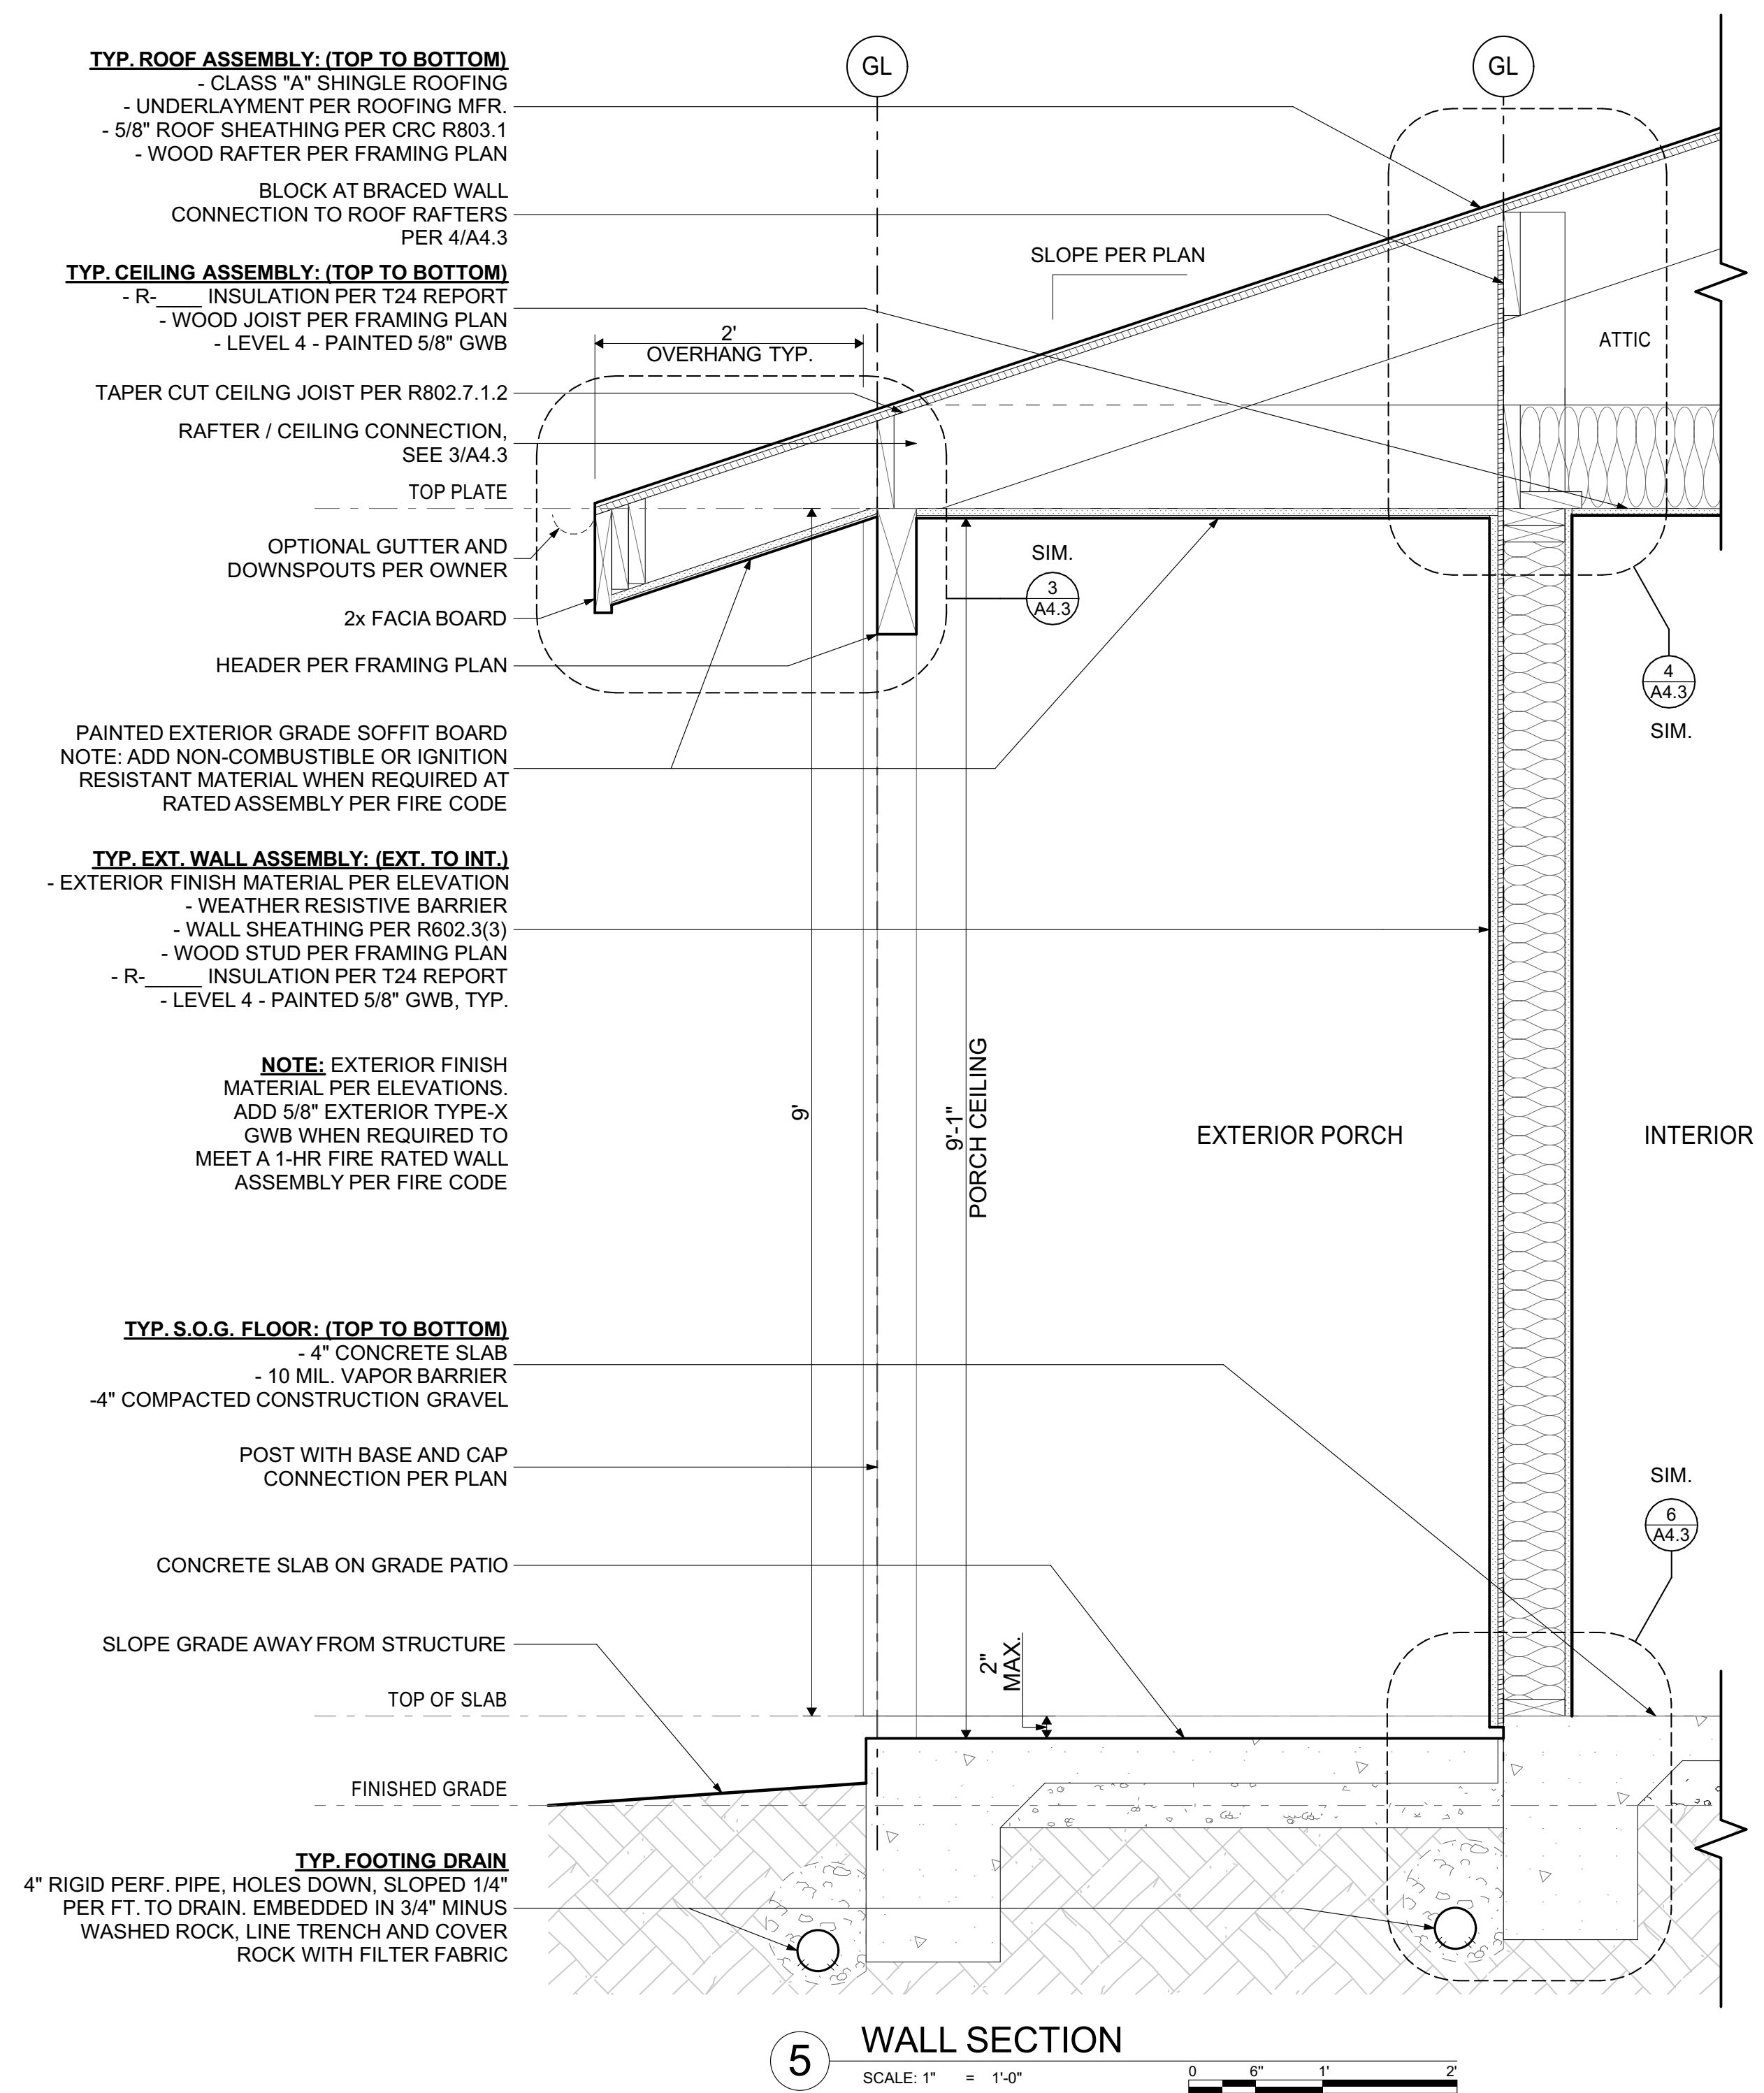 GL
GL
TYP. ROOF ASSEMBLY: (TOP TO BOTTOM)
- CLASS "A" SHINGLE ROOFING
- UNDERLAYMENT PER ROOFING MFR.
- 5/8" ROOF SHEATHING PER CRC R803.1
- WOOD RAFTER PER FRAMING PLAN
BLOCK AT BRACED WALL
CONNECTION TO ROOF RAFTERS
PER 4/A4.3
TYP. CEILING ASSEMBLY: (TOP TO BOTTOM)
- R-____ INSULATION PER T24 REPORT
- WOOD JOIST PER FRAMING PLAN
- LEVEL 4 - PAINTED 5/8" GWB
SLOPE PER PLAN
ATTIC
2'
OVERHANG TYP.
TAPER CUT CEILNG JOIST PER R802.7.1.2
RAFTER / CEILING CONNECTION,
SEE 3/A4.3
TOP PLATE
OPTIONAL GUTTER AND
DOWNSPOUTS PER OWNER
2x FACIA BOARD
HEADER PER FRAMING PLAN
SIM.
3
A4.3
4
A4.3
SIM.
PAINTED EXTERIOR GRADE SOFFIT BOARD
NOTE: ADD NON-COMBUSTIBLE OR IGNITION
RESISTANT MATERIAL WHEN REQUIRED AT
RATED ASSEMBLY PER FIRE CODE
TYP. EXT. WALL ASSEMBLY: (EXT. TO INT.)
- EXTERIOR FINISH MATERIAL PER ELEVATION
- WEATHER RESISTIVE BARRIER
- WALL SHEATHING PER R602.3(3)
- WOOD STUD PER FRAMING PLAN
- R-_____ INSULATION PER T24 REPORT
- LEVEL 4 - PAINTED 5/8" GWB, TYP.
NOTE: EXTERIOR FINISH
MATERIAL PER ELEVATIONS.
ADD 5/8" EXTERIOR TYPE-X
GWB WHEN REQUIRED TO
MEET A 1-HR FIRE RATED WALL
ASSEMBLY PER FIRE CODE
9'
9'-1"
PORCH CEILING
EXTERIOR PORCH
INTERIOR
TYP. S.O.G. FLOOR: (TOP TO BOTTOM)
- 4" CONCRETE SLAB
- 10 MIL. VAPOR BARRIER
-4" COMPACTED CONSTRUCTION GRAVEL
POST WITH BASE AND CAP
CONNECTION PER PLAN
SIM.
6
A4.3
CONCRETE SLAB ON GRADE PATIO
SLOPE GRADE AWAY FROM STRUCTURE
2"
MAX.
TOP OF SLAB
FINISHED GRADE
TYP. FOOTING DRAIN
4" RIGID PERF. PIPE, HOLES DOWN, SLOPED 1/4"
PER FT. TO DRAIN. EMBEDDED IN 3/4" MINUS
WASHED ROCK, LINE TRENCH AND COVER
ROCK WITH FILTER FABRIC
5
WALL SECTION
SCALE: 1" = 1'-0"
0 6" 1' 2'